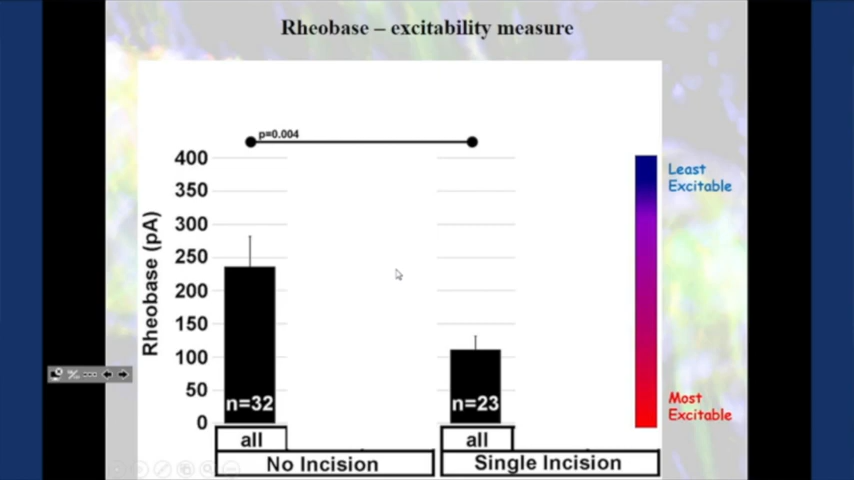 Rheobase – excitability measure
p=0.004
400
350
300
250
200
150
100
50
0
Rheobase (pA)
n=32
n=23
all
all
No Incision
Single Incision
Least
Excitable
Most
Excitable